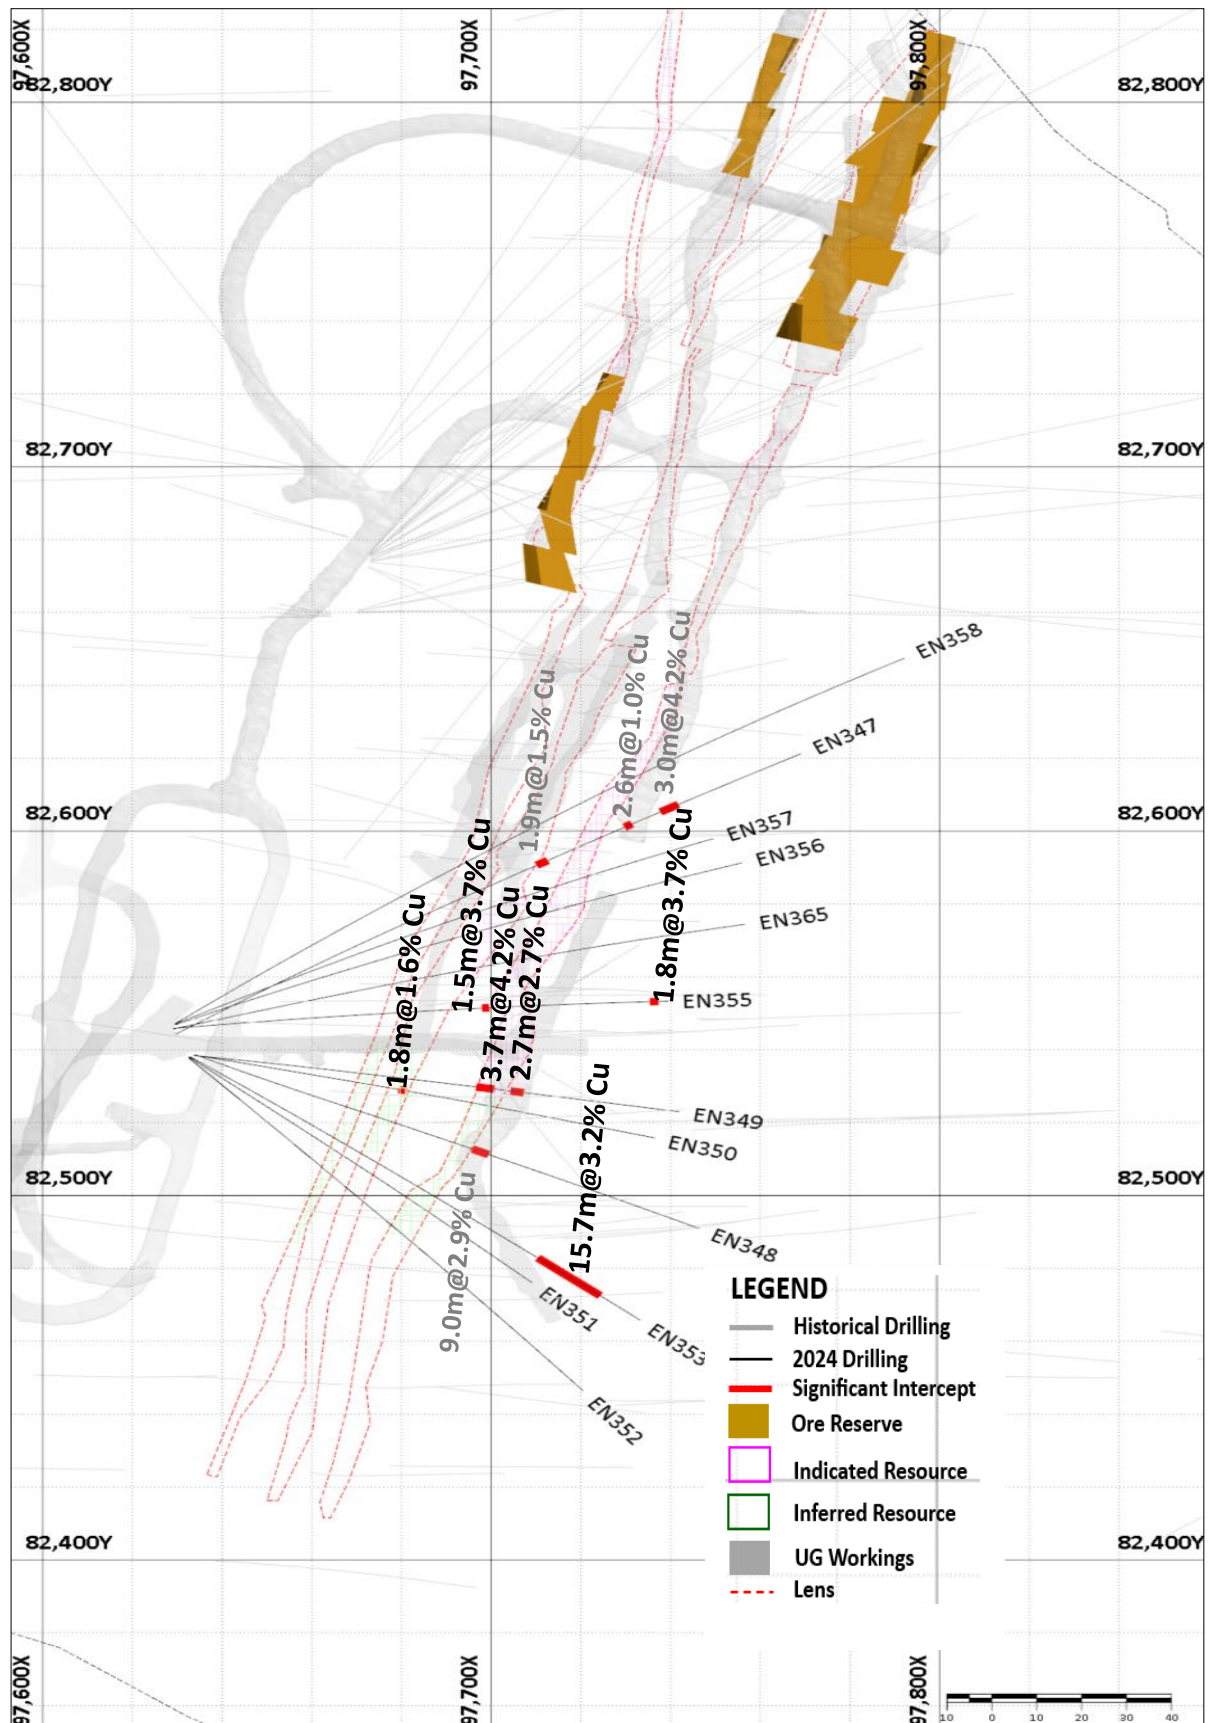 97,600X
97,700X
97,800X
82,800Y
82,800Y
82,700Y
82,700Y
EN358
3.0m@4.2% Cu
2.6m@1.0% Cu
1.9m@1.5% Cu
EN347
82,600Y
82,600Y
EN357
EN356
1.8m@3.7% Cu
1.5m@3.7% Cu
3.7m@4.2% Cu
2.7m@2.7% Cu
1.8m@1.6% Cu
EN365
EN355
EN349
EN350
15.7m@3.2% Cu
82,500Y
82,500Y
9.0m@2.9% Cu
EN348
EN351
EN353
EN352
LEGEND
Historical Drilling
2024 Drilling
Significant Intercept
Ore Reserve
Indicated Resource
Inferred Resource
UG Workings
Lens
82,400Y
82,400Y
97,600X
97,700X
97,800X
10 0 10 20 30 40